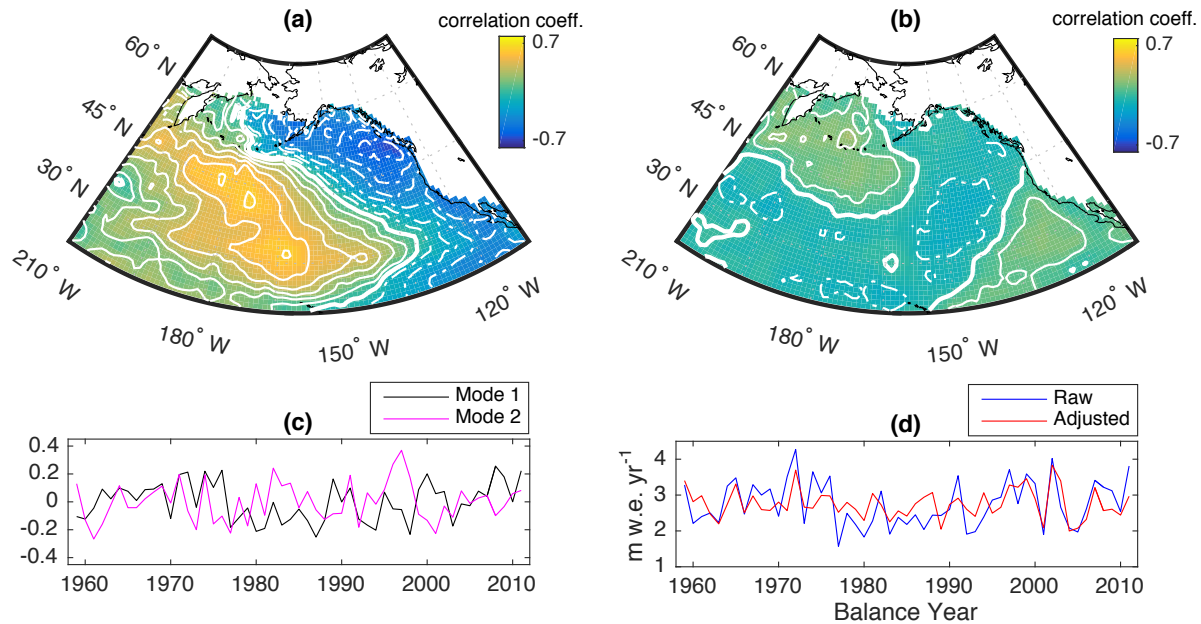 (a)
correlation coeff.
0.7
-0.7
60° N
45° N
30° N
210° W
180° W
150° W
120° W
(b)
correlation coeff.
0.7
-0.7
60° N
45° N
30° N
210° W
180° W
150° W
120° W
Mode 1
Mode 2
(c)
0.4
0.2
0
-0.2
-0.4
1960 1970 1980 1990 2000 2010
Raw
Adjusted
(d)
m w.e. yr-1
4
3
2
1
1960 1970 1980 1990 2000 2010
Balance Year